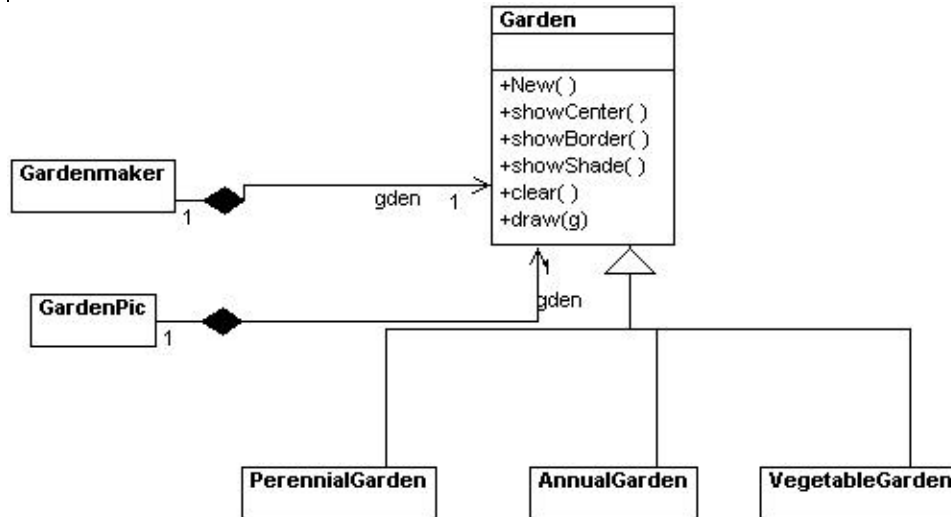 Garden
+New( )
+showCenter( )
+showBorder( )
+showShade( )
+clear( )
+draw(g)
Gardenmaker
1
gden
1
GardenPic
1
1
gden
PerennialGarden
AnnualGarden
VegetableGarden